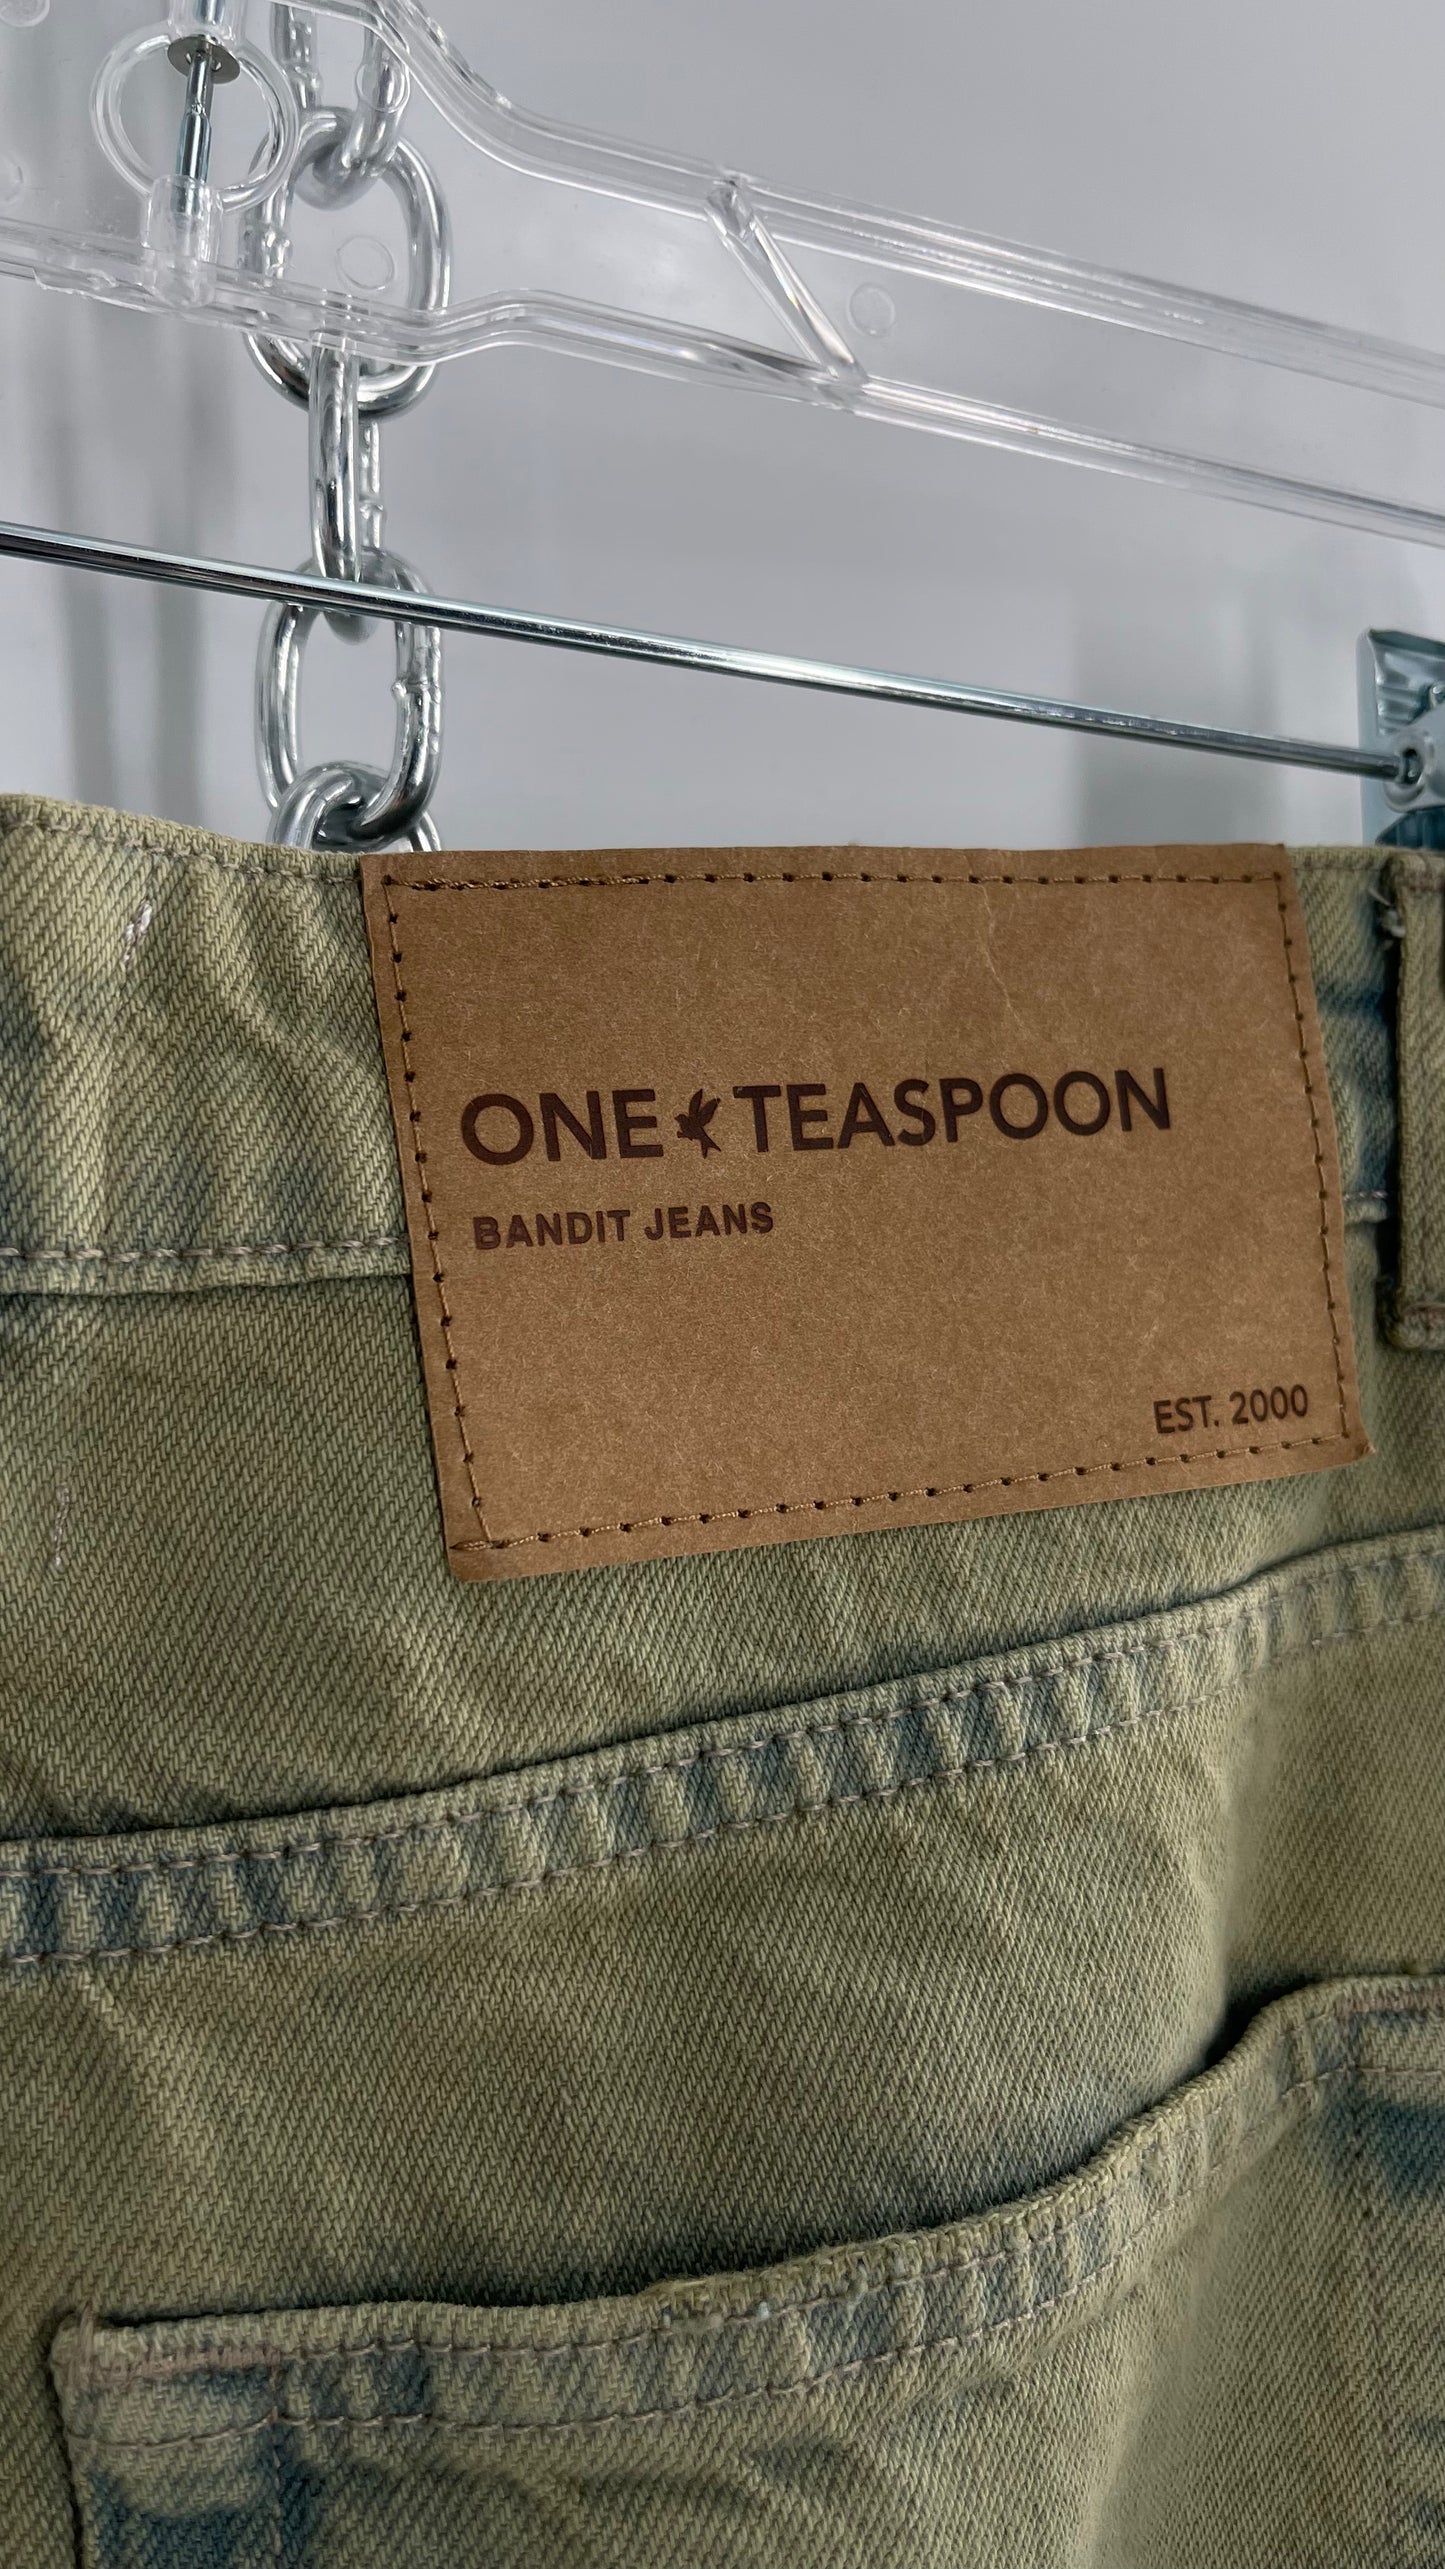 ONE TEASPOON
BANDIT JEANS
EST. 2000